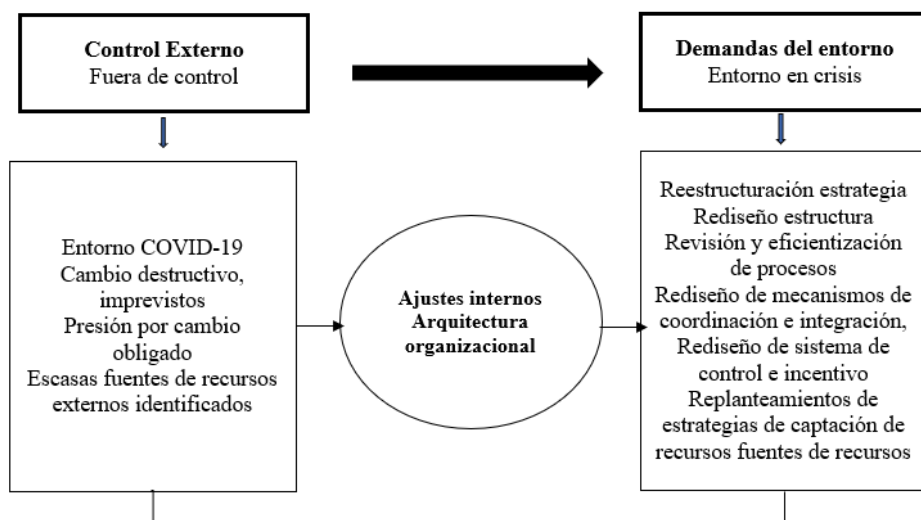 Control Externo
Fuera de control
Demandas del entorno
Entorno en crisis
Entorno COVID-19
Cambio destructivo,
imprevistos
Presión por cambio
obligado
Escasas fuentes de recursos
externos identificados
Ajustes internos
Arquitectura
organizacional
Reestructuración estrategia
Rediseño estructura
Revisión y eficientización
de procesos
Rediseño de mecanismos de
coordinación e integración,
Rediseño de sistema de
control e incentivo
Replanteamientos de
estrategias de captación de
recursos fuentes de recursos